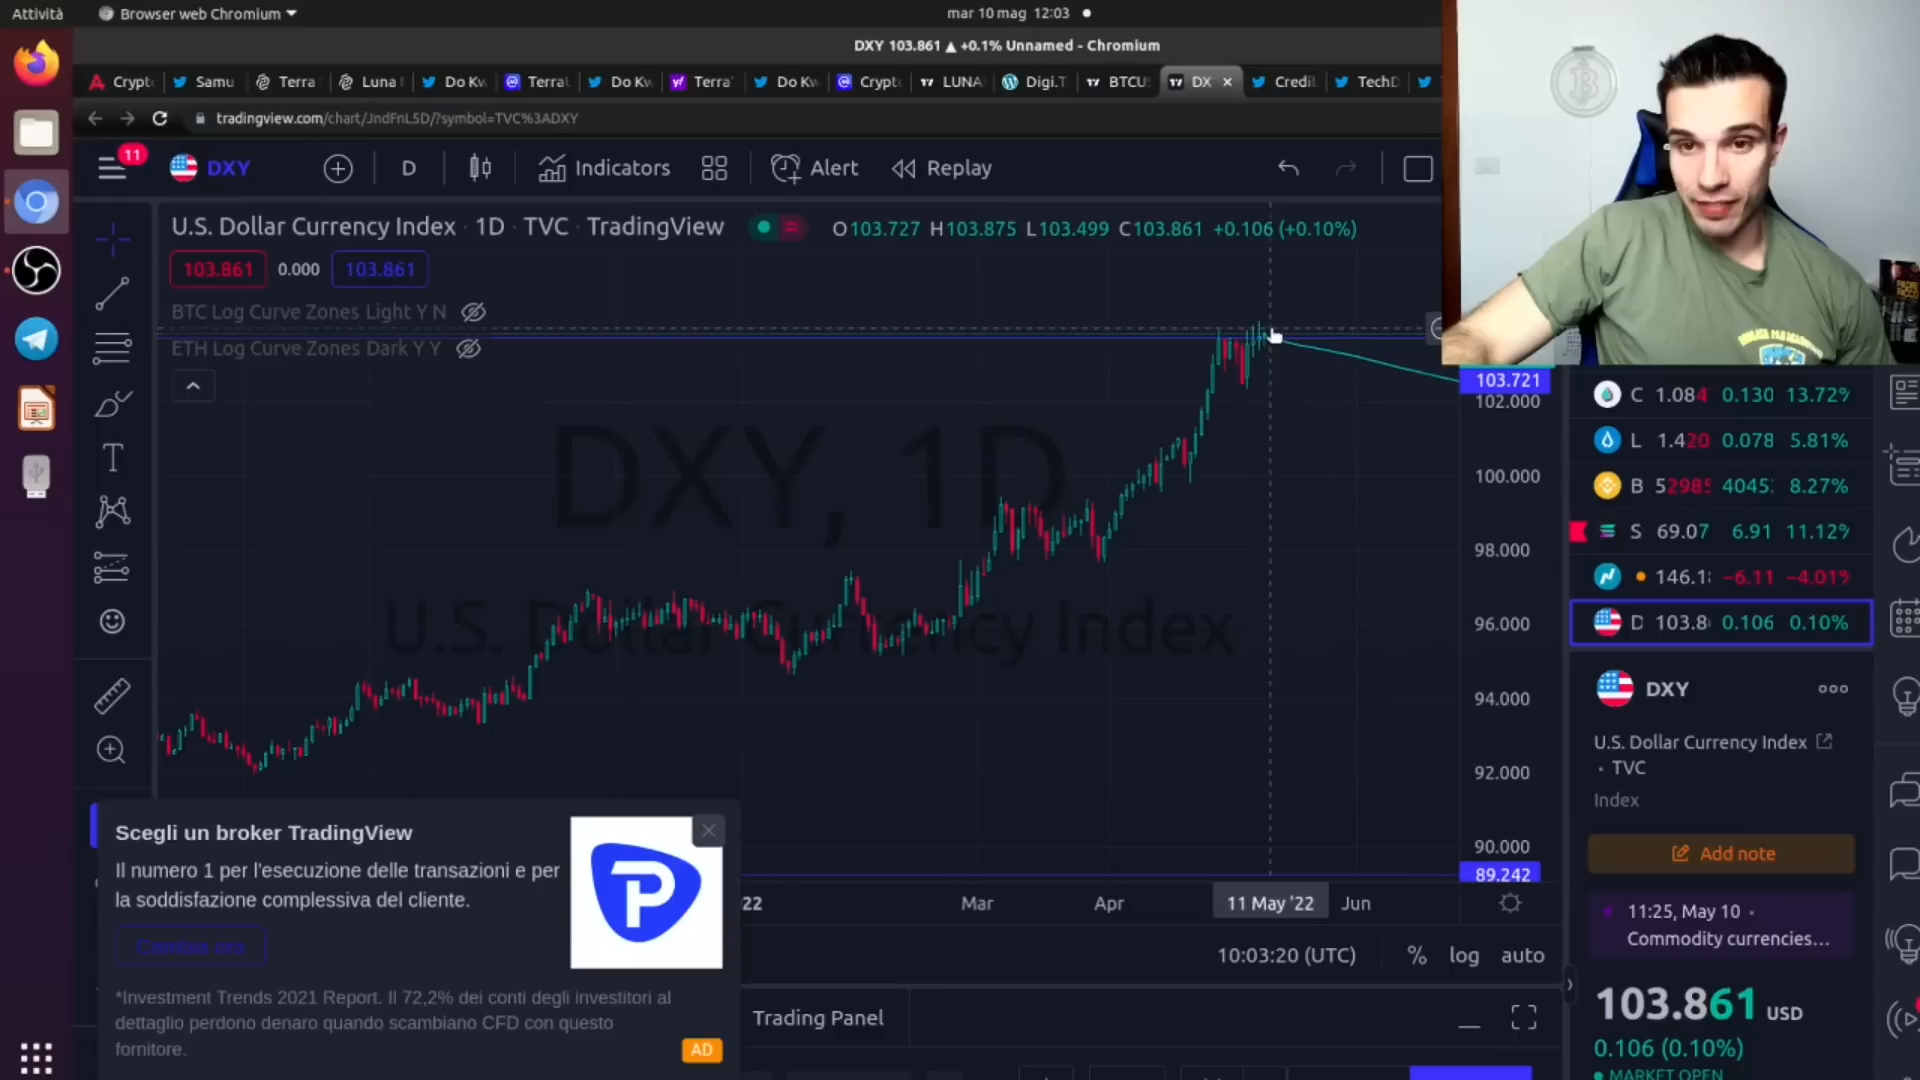 Attività
Browser web Chromium
mar 10 mag 12:03
DXY 103.861 ▲ +0.1% Unnamed - Chromium
Crypt
Samu
Terra
Luna
Do Kw
Terral
Do Kw
Terra
Do Kw
Crypt
LUNA
Digi.T
BTCU
DX
Credi
TechD
tradingview.com/chart/JndFnL5D/?symbol=TVC%3ADXY
11
DXY
D
Indicators
Alert
Replay
U.S. Dollar Currency Index · 1D · TVC · TradingView
O103.727 H103.875 L103.499 C103.861 +0.106 (+0.10%)
103.861
0.000
103.861
BTC Log Curve Zones Light Y N
ETH Log Curve Zones Dark Y Y
DXY, 1D
U.S. Dollar Currency Index
103.721
102.000
100.000
98.000
96.000
94.000
92.000
90.000
89.242
22
Mar
Apr
11 May '22
Jun
10:03:20 (UTC)
%
log
auto
Trading Panel
Scegli un broker TradingView
Il numero 1 per l'esecuzione delle transazioni e per
la soddisfazione complessiva del cliente.
*Investment Trends 2021 Report. Il 72,2% dei conti degli investitori al
dettaglio perdono denaro quando scambiano CFD con questo
fornitore.
AD
C 1.084 0.130 13.72%
L 1.420 0.078 5.81%
B 52985 4045 8.27%
S 69.07 6.91 11.12%
146.1 −6.11 −4.01%
D 103.8 0.106 0.10%
DXY
U.S. Dollar Currency Index
· TVC
Index
Add note
11:25, May 10 ·
Commodity currencies...
103.861 USD
0.106 (0.10%)
MARKET OPEN